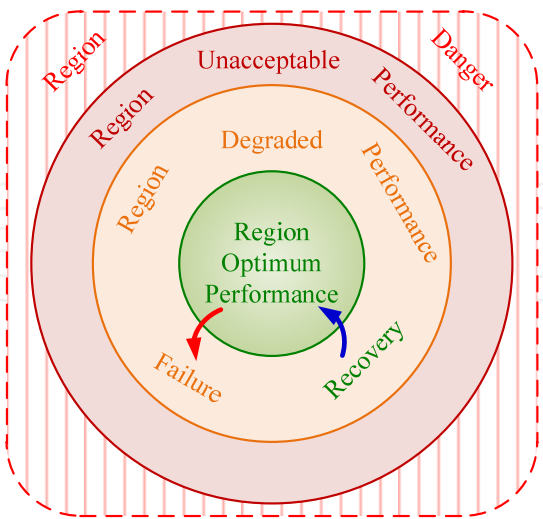 Region
Danger
Region
Unacceptable
Performance
Region
Degraded
Performance
Region
Optimum
Performance
Failure
Recovery